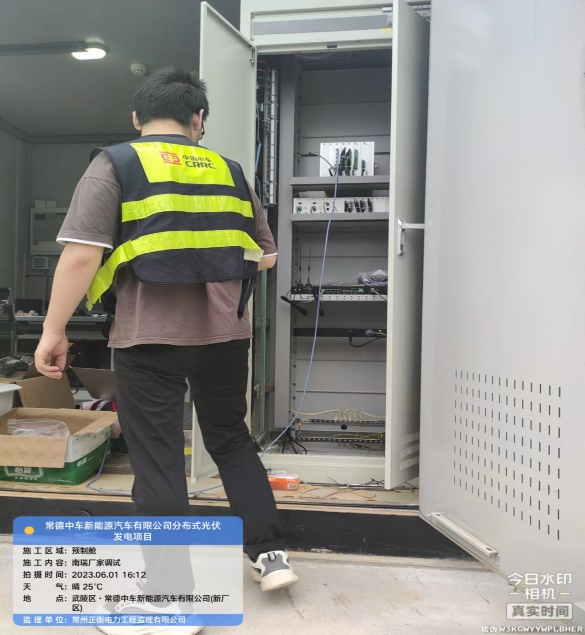 中国中车
CRRC
怡宝
常德中车新能源汽车有限公司分布式光伏
发电项目
施工区域：预制舱
施工内容：南瑞厂家调试
拍摄时间：2023.06.01 16:12
天 气：晴 25℃
地 点：武陵区·常德中车新能源汽车有限公司(新厂
区)
监理单位：常州正衡电力工程监理有限公司
今日水印
相机
真实时间
防伪 WSKGWYYWPLBHER